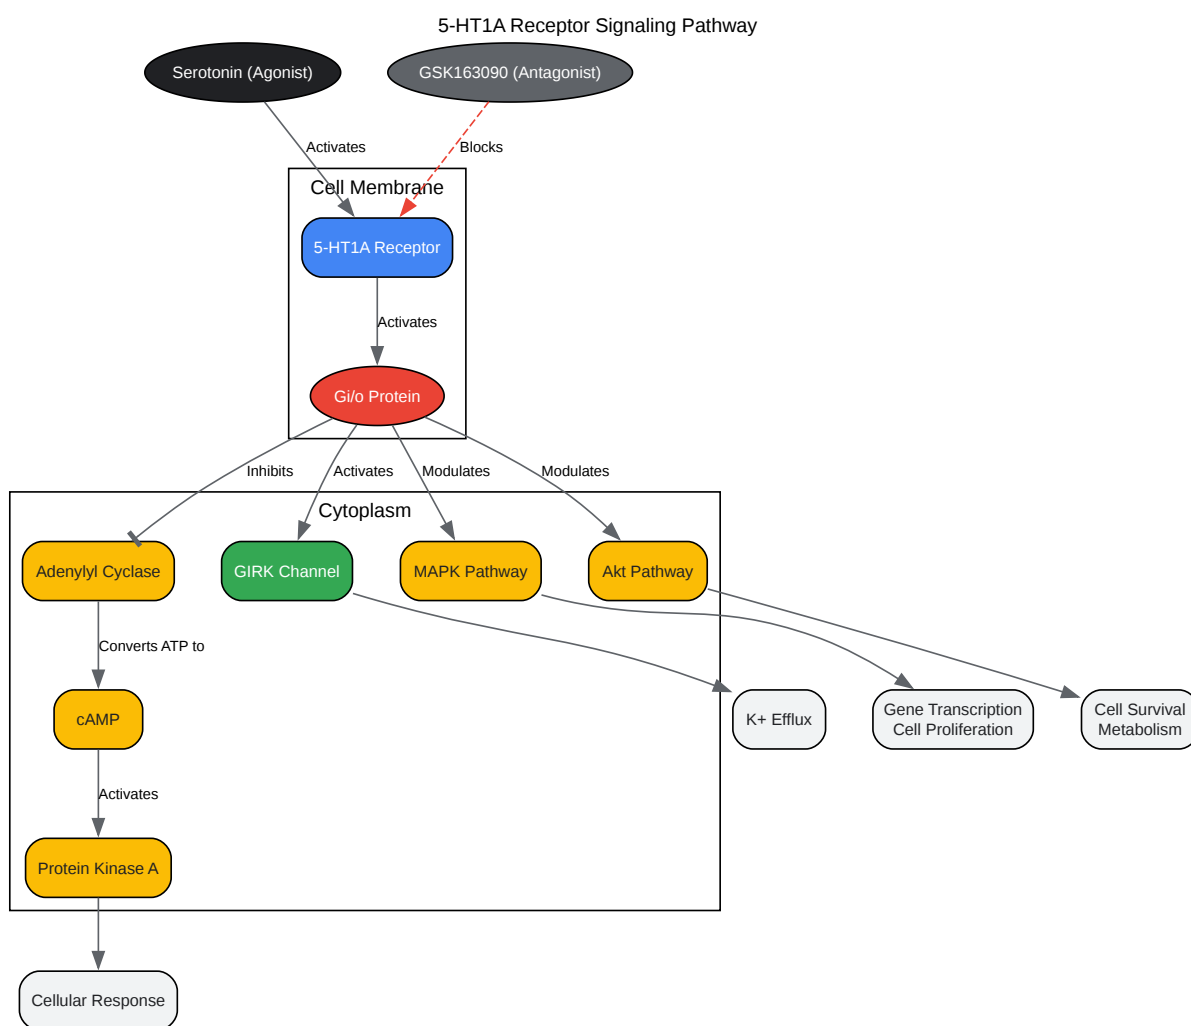 5-HT1A Receptor Signaling Pathway
Serotonin (Agonist)
GSK163090 (Antagonist)
Activates
Blocks
Cell Membrane
5-HT1A Receptor
Activates
Gi/o Protein
Inhibits
Activates
Modulates
Modulates
Cytoplasm
Adenylyl Cyclase
GIRK Channel
MAPK Pathway
Akt Pathway
Converts ATP to
cAMP
K+ Efflux
Gene Transcription
Cell Proliferation
Cell Survival
Metabolism
Activates
Protein Kinase A
Cellular Response